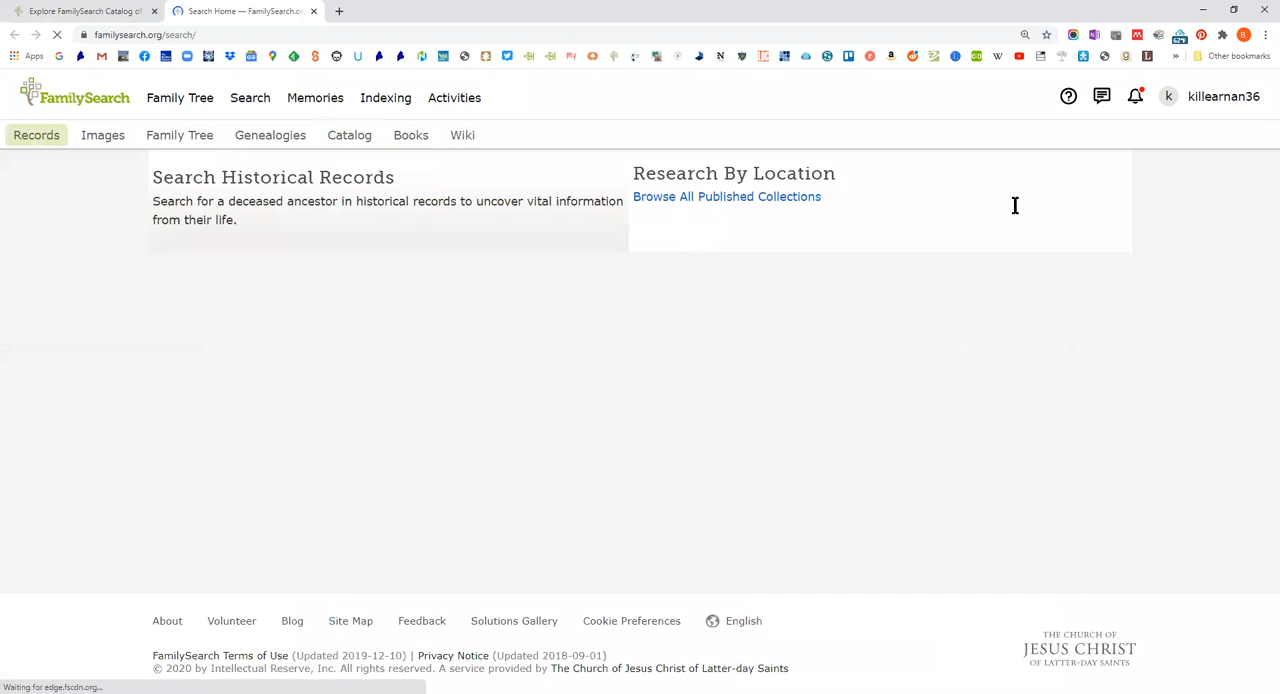 Explore FamilySearch Catalog of
Search Home — FamilySearch.or
familysearch.org/search/
Apps
Other bookmarks
FamilySearch
Family Tree
Search
Memories
Indexing
Activities
k
killearnan36
Records
Images
Family Tree
Genealogies
Catalog
Books
Wiki
Search Historical Records
Search for a deceased ancestor in historical records to uncover vital information
from their life.
Research By Location
Browse All Published Collections
About
Volunteer
Blog
Site Map
Feedback
Solutions Gallery
Cookie Preferences
English
FamilySearch Terms of Use (Updated 2019-12-10) | Privacy Notice (Updated 2018-09-01)
© 2020 by Intellectual Reserve, Inc. All rights reserved. A service provided by The Church of Jesus Christ of Latter-day Saints
THE CHURCH OF
JESUS CHRIST
OF LATTER-DAY SAINTS
Waiting for edge.fscdn.org...